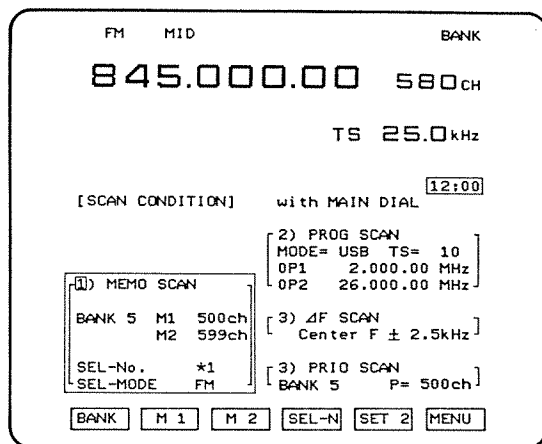 FM MID BANK
845.000.00 580CH
TS 25.0kHz
12:00
[SCAN CONDITION] with MAIN DIAL
2) PROG SCAN
MODE= USB TS= 10
OP1 2.000.00 MHz
OP2 26.000.00 MHz
1) MEMO SCAN
BANK 5 M1 500ch
M2 599ch
SEL-No. *1
SEL-MODE FM
3) ΔF SCAN
Center F ± 2.5kHz
3) PRIO SCAN
BANK 5 P= 500ch
BANK M 1 M 2 SEL-N SET 2 MENU